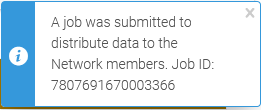 A job was submitted to
distribute data to the
Network members. Job ID:
7807691670003366